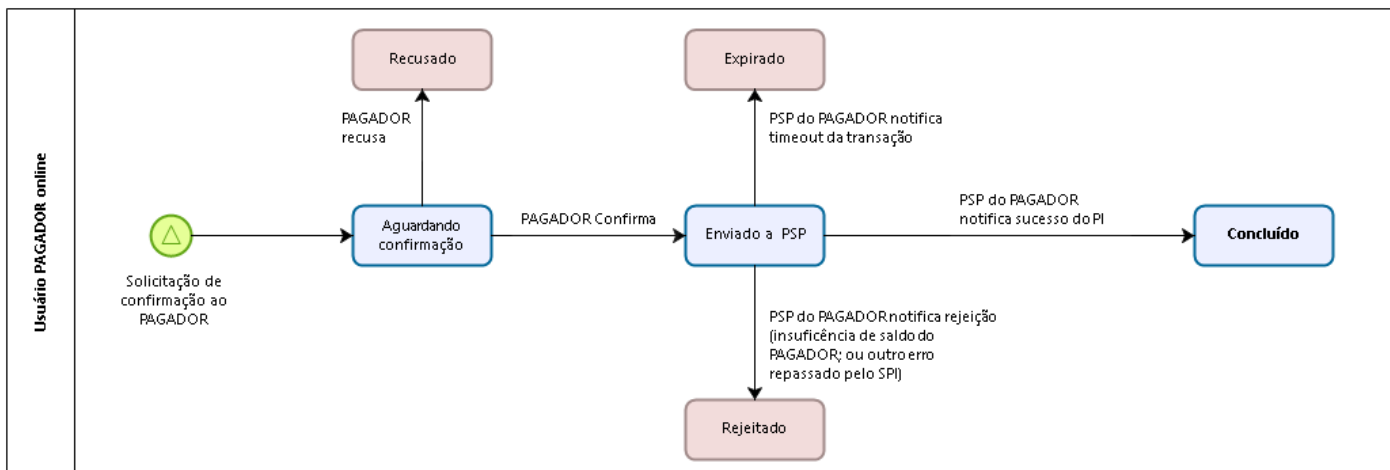 Usuário PAGADOR online
Solicitação de
confirmação ao
PAGADOR
Recusado
PAGADOR
recusa
Aguardando
confirmação
PAGADOR Confirma
Expirado
PSP do PAGADOR notifica
timeout da transação
Enviado a PSP
PSP do PAGADOR
notifica sucesso do PI
Concluído
PSP do PAGADOR notifica rejeição
(insuficência de saldo do
PAGADOR; ou outro erro
repassado pelo SPI)
Rejeitado